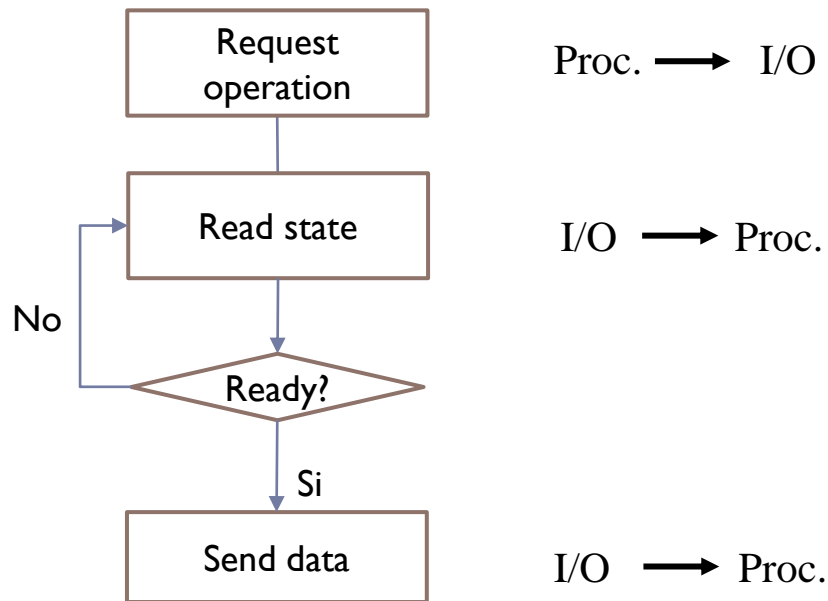 Request
operation
Proc. I/O
Read state
I/O Proc.
No
Ready?
Si
Send data
I/O Proc.